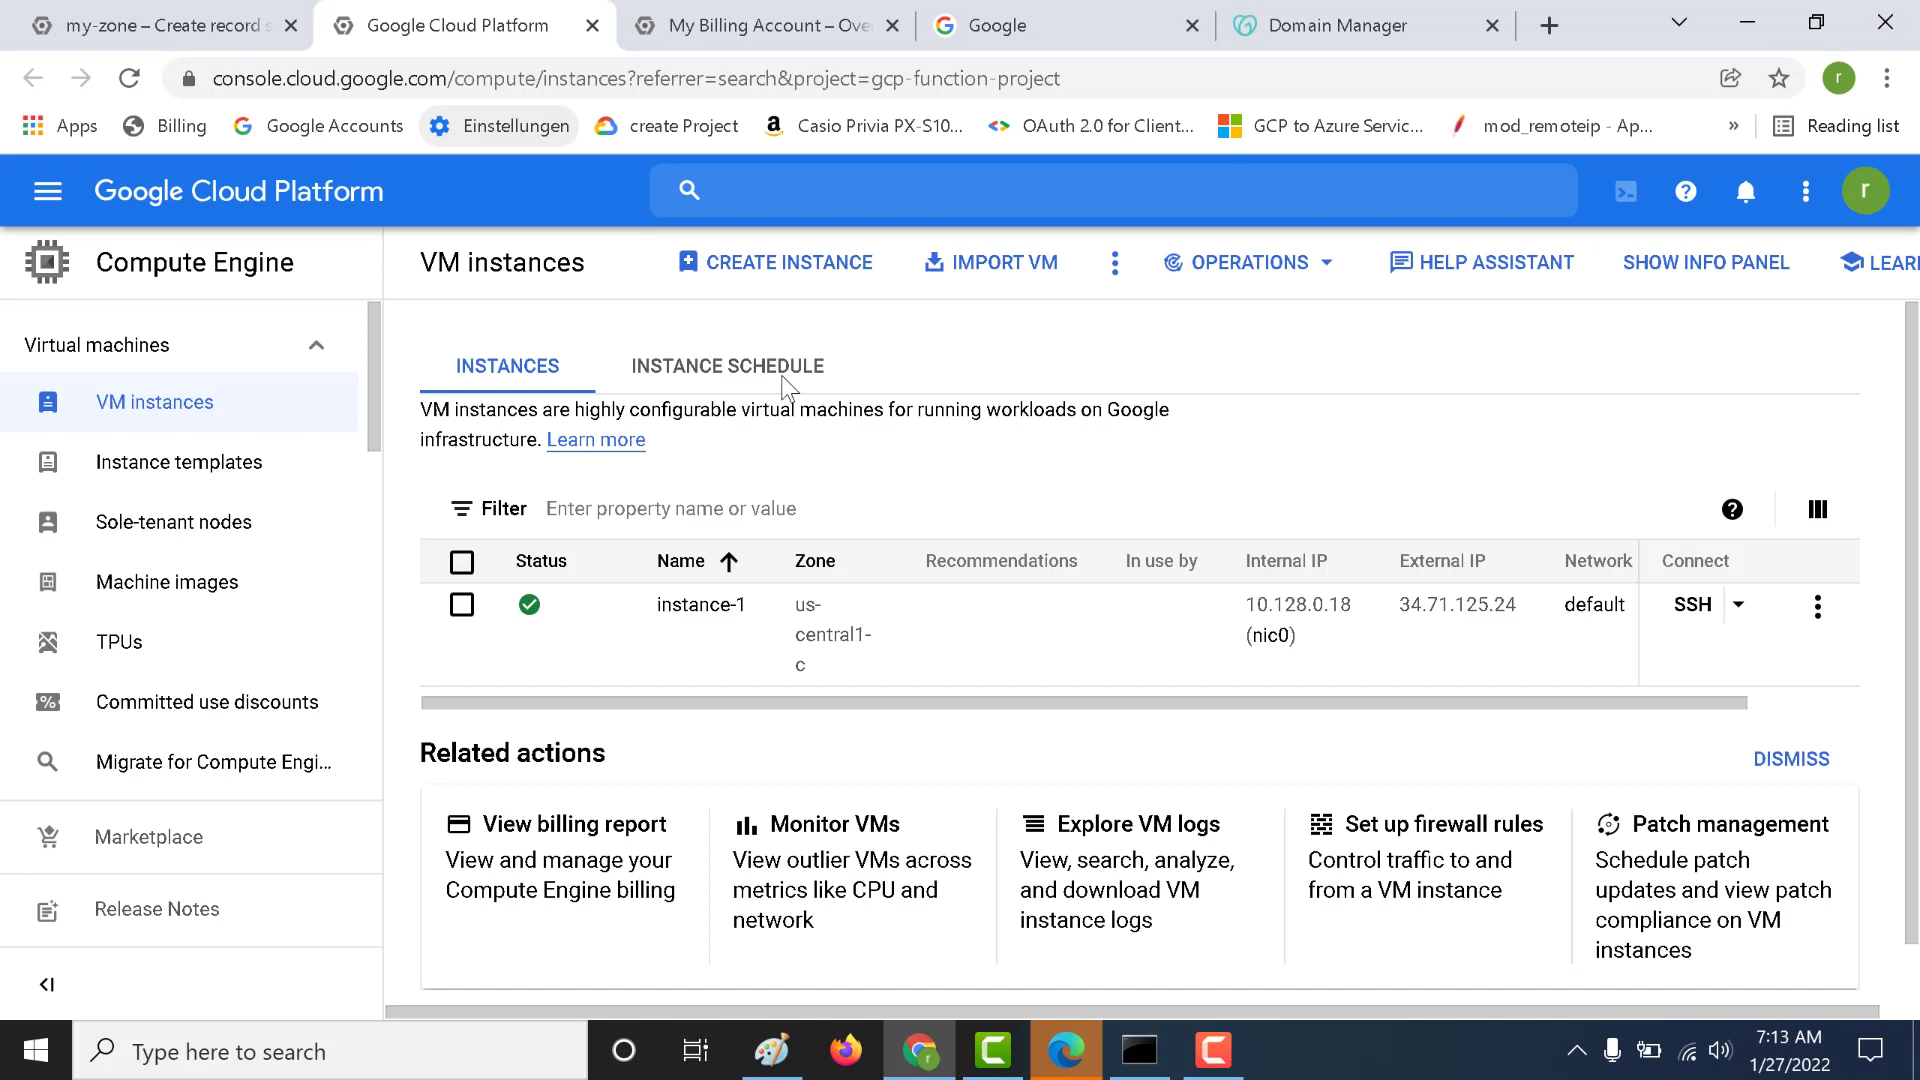 my-zone – Create record s
Google Cloud Platform
My Billing Account – Ove
Google
Domain Manager
console.cloud.google.com/compute/instances?referrer=search&project=gcp-function-project
r
Apps
Billing
Google Accounts
Einstellungen
create Project
Casio Privia PX-S10...
OAuth 2.0 for Client...
GCP to Azure Servic...
mod_remoteip - Ap...
»
Reading list
Google Cloud Platform
r
Compute Engine
VM instances
CREATE INSTANCE
IMPORT VM
OPERATIONS
HELP ASSISTANT
SHOW INFO PANEL
LEAR
Virtual machines
VM instances
Instance templates
Sole-tenant nodes
Machine images
TPUs
Committed use discounts
Migrate for Compute Engi...
Marketplace
Release Notes
INSTANCES
INSTANCE SCHEDULE
VM instances are highly configurable virtual machines for running workloads on Google
infrastructure. Learn more
Filter Enter property name or value
Status Name Zone Recommendations In use by Internal IP External IP Network Connect
instance-1 us- 10.128.0.18 34.71.125.24 default SSH
central1- (nic0)
c
Related actions
DISMISS
View billing report
View and manage your
Compute Engine billing
Monitor VMs
View outlier VMs across
metrics like CPU and
network
Explore VM logs
View, search, analyze,
and download VM
instance logs
Set up firewall rules
Control traffic to and
from a VM instance
Patch management
Schedule patch
updates and view patch
compliance on VM
instances
Type here to search
7:13 AM
1/27/2022